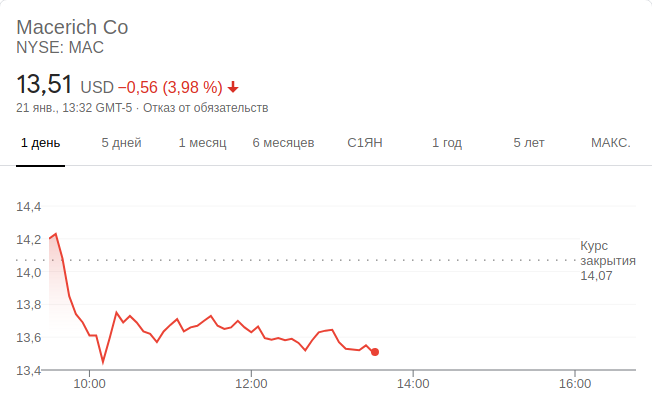 Macerich Co
NYSE: MAC
13,51 USD −0,56 (3,98 %)
21 янв., 13:32 GMT-5 · Отказ от обязательств
1 день 5 дней 1 месяц 6 месяцев С1ЯН 1 год 5 лет МАКС.
14,4
14,2
14,0
13,8
13,6
13,4
Курс
закрытия
14,07
10:00 12:00 14:00 16:00